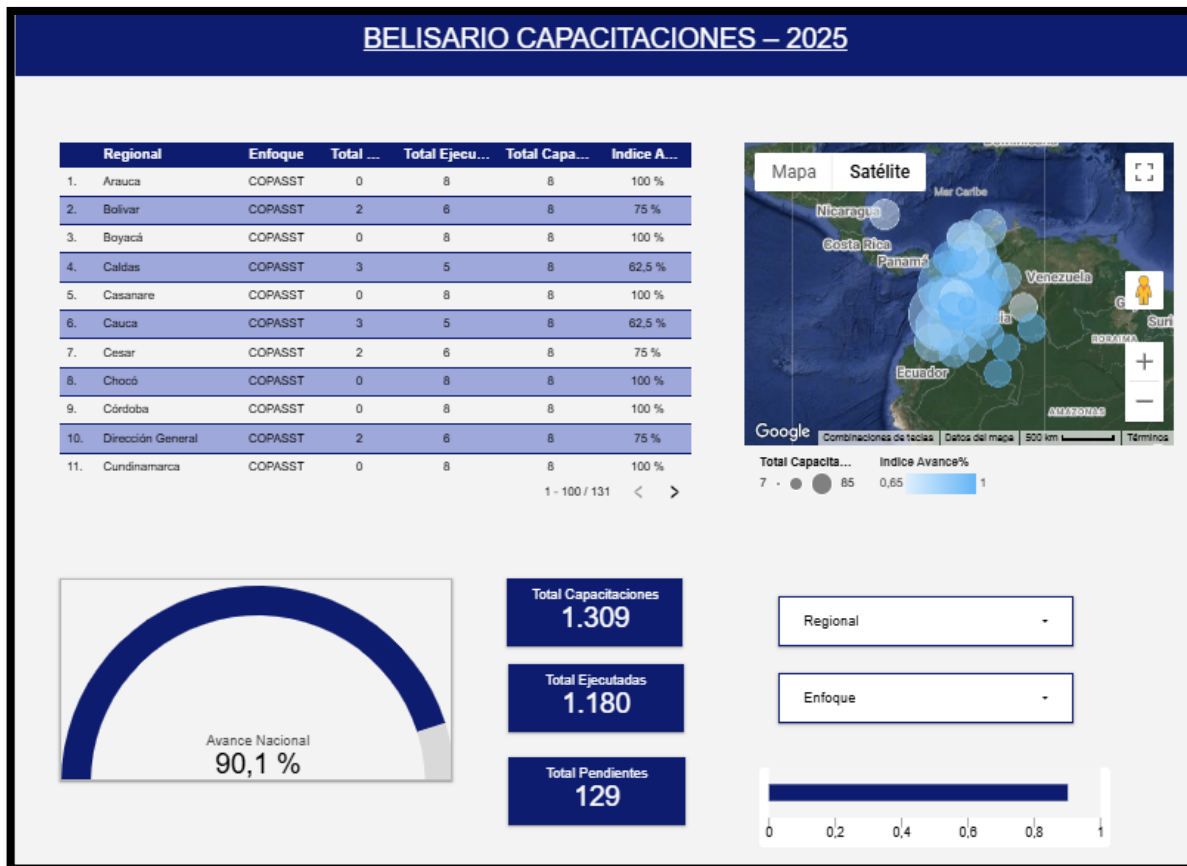 BELISARIO CAPACITACIONES – 2025
Regional Enfoque Total ... Total Ejecu... Total Capa... Indice A...
1. Arauca COPASST 0 8 8 100 %
2. Bolivar COPASST 2 6 8 75 %
3. Boyacá COPASST 0 8 8 100 %
4. Caldas COPASST 3 5 8 62,5 %
5. Casanare COPASST 0 8 8 100 %
6. Cauca COPASST 3 5 8 62,5 %
7. Cesar COPASST 2 6 8 75 %
8. Chocó COPASST 0 8 8 100 %
9. Córdoba COPASST 0 8 8 100 %
10. Dirección General COPASST 2 6 8 75 %
11. Cundinamarca COPASST 0 8 8 100 %
1 - 100 / 131
Mapa Satélite
Mar Caribe
Nicaragua
Costa Rica
Panamá
Venezuela
Suri
RORAIMA
Ecuador
AMAZONAS
Google Combinaciones de teclas Datos del mapa 500 km Términos
Total Capacita... Indice Avance%
7 - 85 0,65 1
Avance Nacional
90,1 %
Total Capacitaciones
1.309
Total Ejecutadas
1.180
Total Pendientes
129
Regional
Enfoque
0 0,2 0,4 0,6 0,8 1